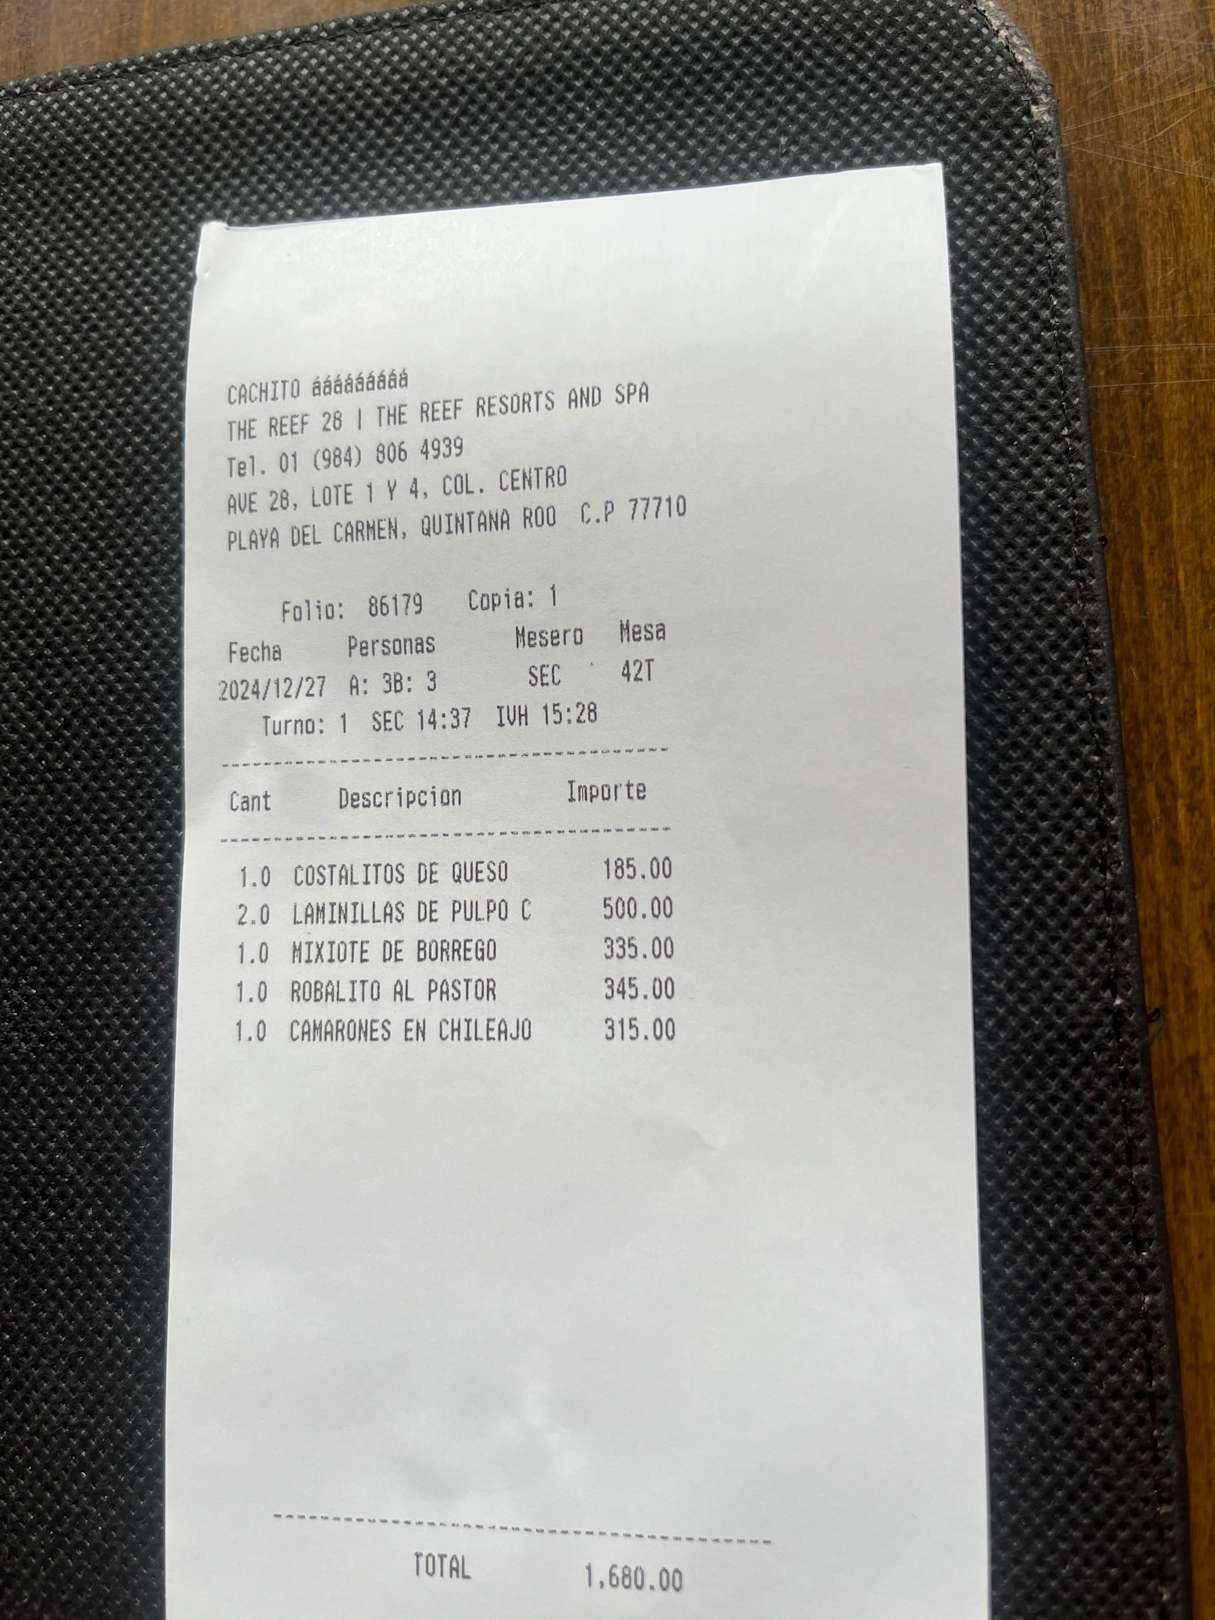 CACHITO ááááááááá
THE REEF 28 | THE REEF RESORTS AND SPA
Tel. 01 (984) 806 4939
AVE 28, LOTE 1 Y 4, COL. CENTRO
PLAYA DEL CARMEN, QUINTANA ROO C.P 77710
Folio: 86179 Copia: 1
Fecha Personas Mesero Mesa
2024/12/27 A: 3B: 3 SEC 42T
Turno: 1 SEC 14:37 IVH 15:28
Cant Descripcion Importe
1.0 COSTALITOS DE QUESO 185.00
2.0 LAMINILLAS DE PULPO C 500.00
1.0 MIXIOTE DE BORREGO 335.00
1.0 ROBALITO AL PASTOR 345.00
1.0 CAMARONES EN CHILEAJO 315.00
TOTAL 1,680.00